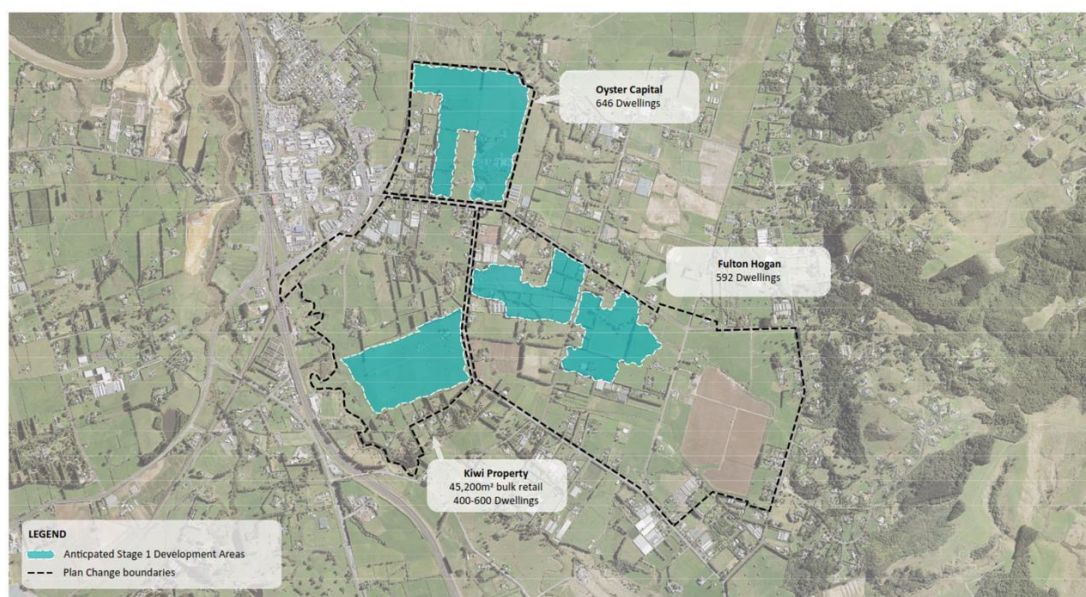 Oyster Capital
646 Dwellings
Fulton Hogan
592 Dwellings
Kiwi Property
45,200m² bulk retail
400-600 Dwellings
LEGEND
Anticpated Stage 1 Development Areas
Plan Change boundaries